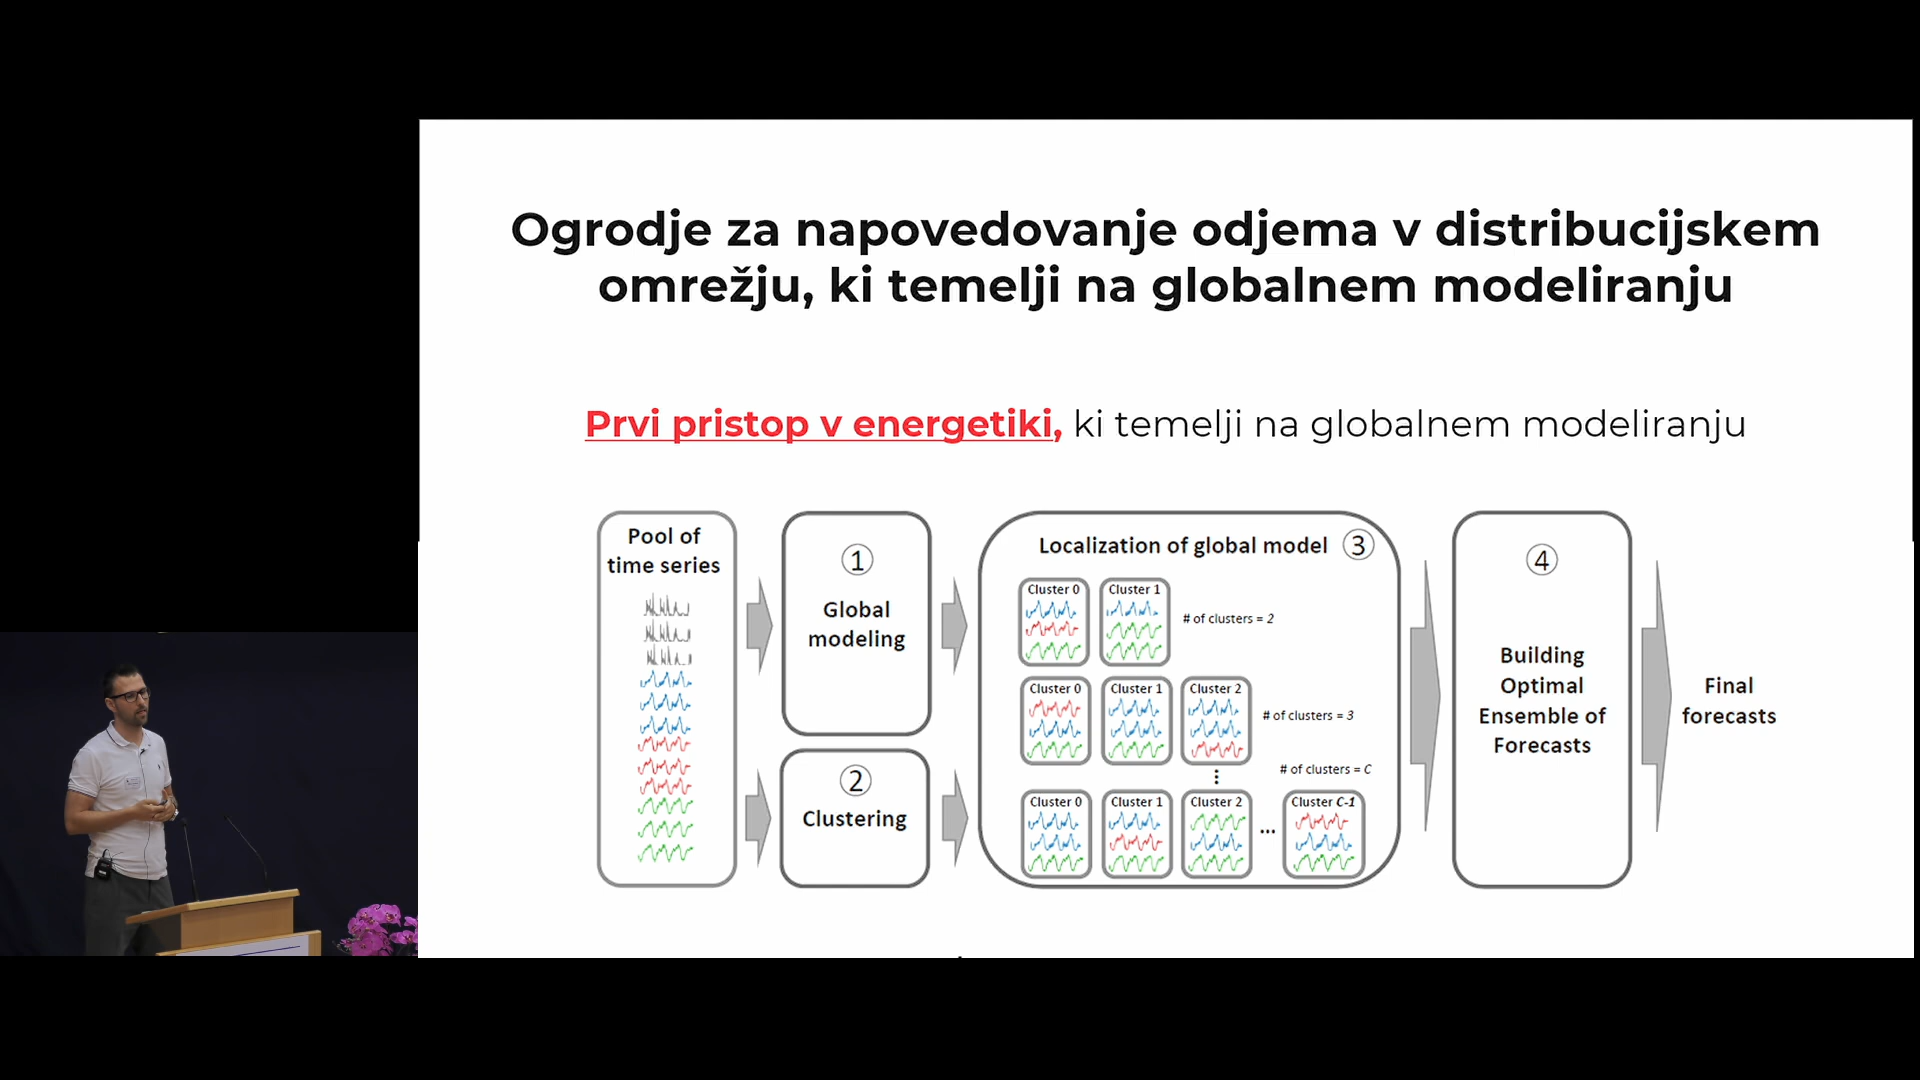 Ogrodje za napovedovanje odjema v distribucijskem
omrežju, ki temelji na globalnem modeliranju
Prvi pristop v energetiki, ki temelji na globalnem modeliranju
Pool of
time series
1
Global
modeling
2
Clustering
Localization of global model 3
Cluster 0 Cluster 1
# of clusters = 2
Cluster 0 Cluster 1 Cluster 2
# of clusters = 3
# of clusters = C
Cluster 0 Cluster 1 Cluster 2 ... Cluster C-1
4
Building
Optimal
Ensemble of
Forecasts
Final
forecasts